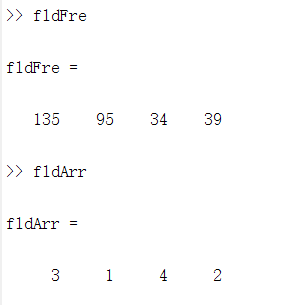 >> fldFre
fldFre =
135 95 34 39
>> fldArr
fldArr =
3 1 4 2